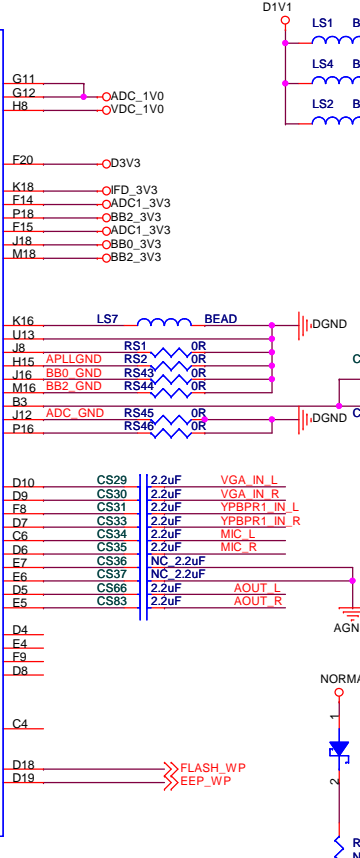 D1V1
LS1 B
LS4 B
LS2 B
G11
G12 ADC_1V0
H8 VDC_1V0
F20 D3V3
K18 IFD_3V3
F14 ADC1_3V3
P18 BB2_3V3
F15 ADC1_3V3
J18 BB0_3V3
M18 BB2_3V3
K16 LS7 BEAD DGND
U13
J8 RS1 0R
H15 APLLGND RS2 0R
J16 BB0_GND RS43 0R
M16 BB2_GND RS44 0R
C
B3
J12 ADC_GND RS45 0R DGND C
P16 RS46 0R
D10 CS29 2.2uF VGA_IN_L
D9 CS30 2.2uF VGA_IN_R
F8 CS31 2.2uF YPBPR1_IN_L
D7 CS33 2.2uF YPBPR1_IN_R
C6 CS34 2.2uF MIC_L
D6 CS35 2.2uF MIC_R
E7 CS36 NC_2.2uF
E6 CS37 NC_2.2uF
D5 CS66 2.2uF AOUT_L
E5 CS83 2.2uF AOUT_R
AGN
D4
E4
F9
D8
NORMA
1
C4
D18 FLASH_WP
D19 EEP_WP
2
R
N